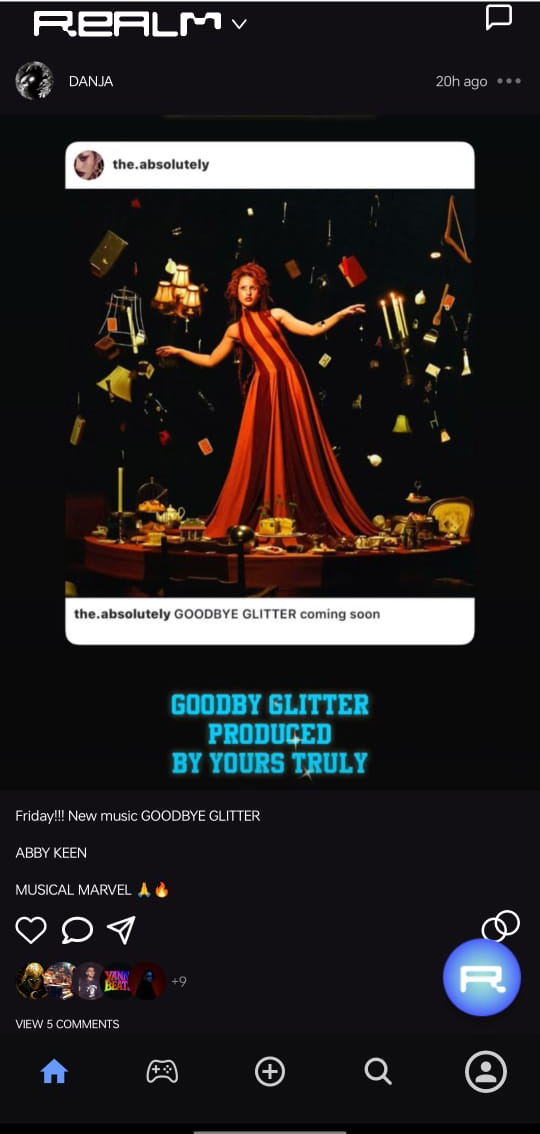 REALM
DANJA
20h ago
the.absolutely
the.absolutely GOODBYE GLITTER coming soon
GOODBY GLITTER
PRODUCED
BY YOURS TRULY
Friday!!! New music GOODBYE GLITTER
ABBY KEEN
MUSICAL MARVEL 🙏🔥
+9
VIEW 5 COMMENTS
R